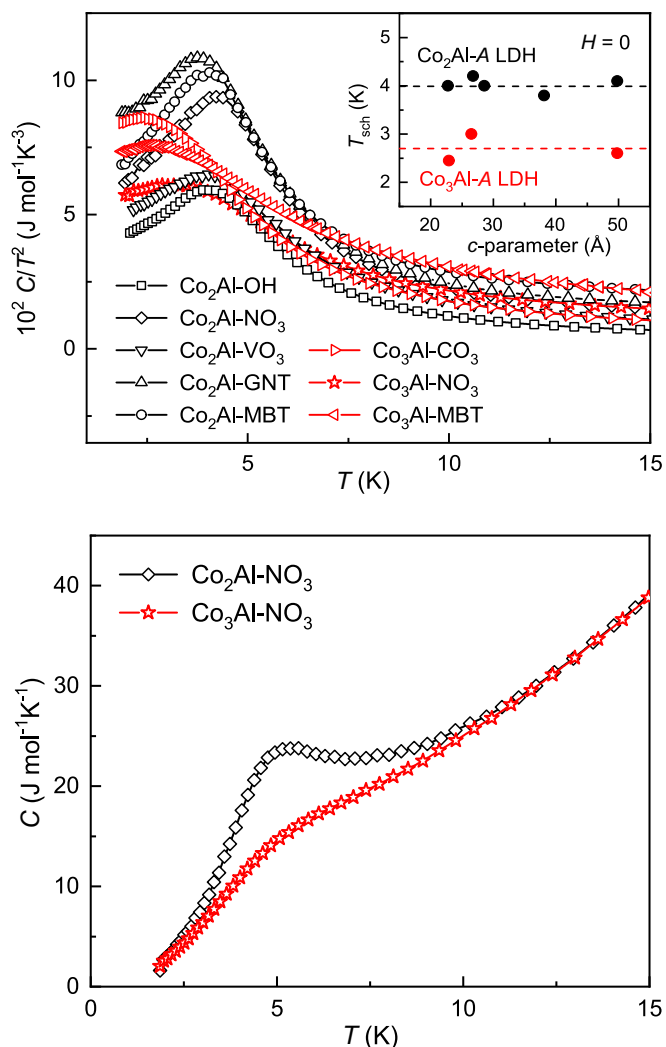 10
5
0
10² C/T² (J mol⁻¹K⁻³)
5
10
15
T (K)
Co₂Al-OH
Co₂Al-NO₃
Co₂Al-VO₃
Co₂Al-GNT
Co₂Al-MBT
Co₃Al-CO₃
Co₃Al-NO₃
Co₃Al-MBT
5
4
3
2
T_sch (K)
Co₂Al-A LDH
H = 0
Co₃Al-A LDH
20
30
40
50
c-parameter (Å)
40
30
20
10
0
C (J mol⁻¹K⁻¹)
Co₂Al-NO₃
Co₃Al-NO₃
0
5
10
15
T (K)